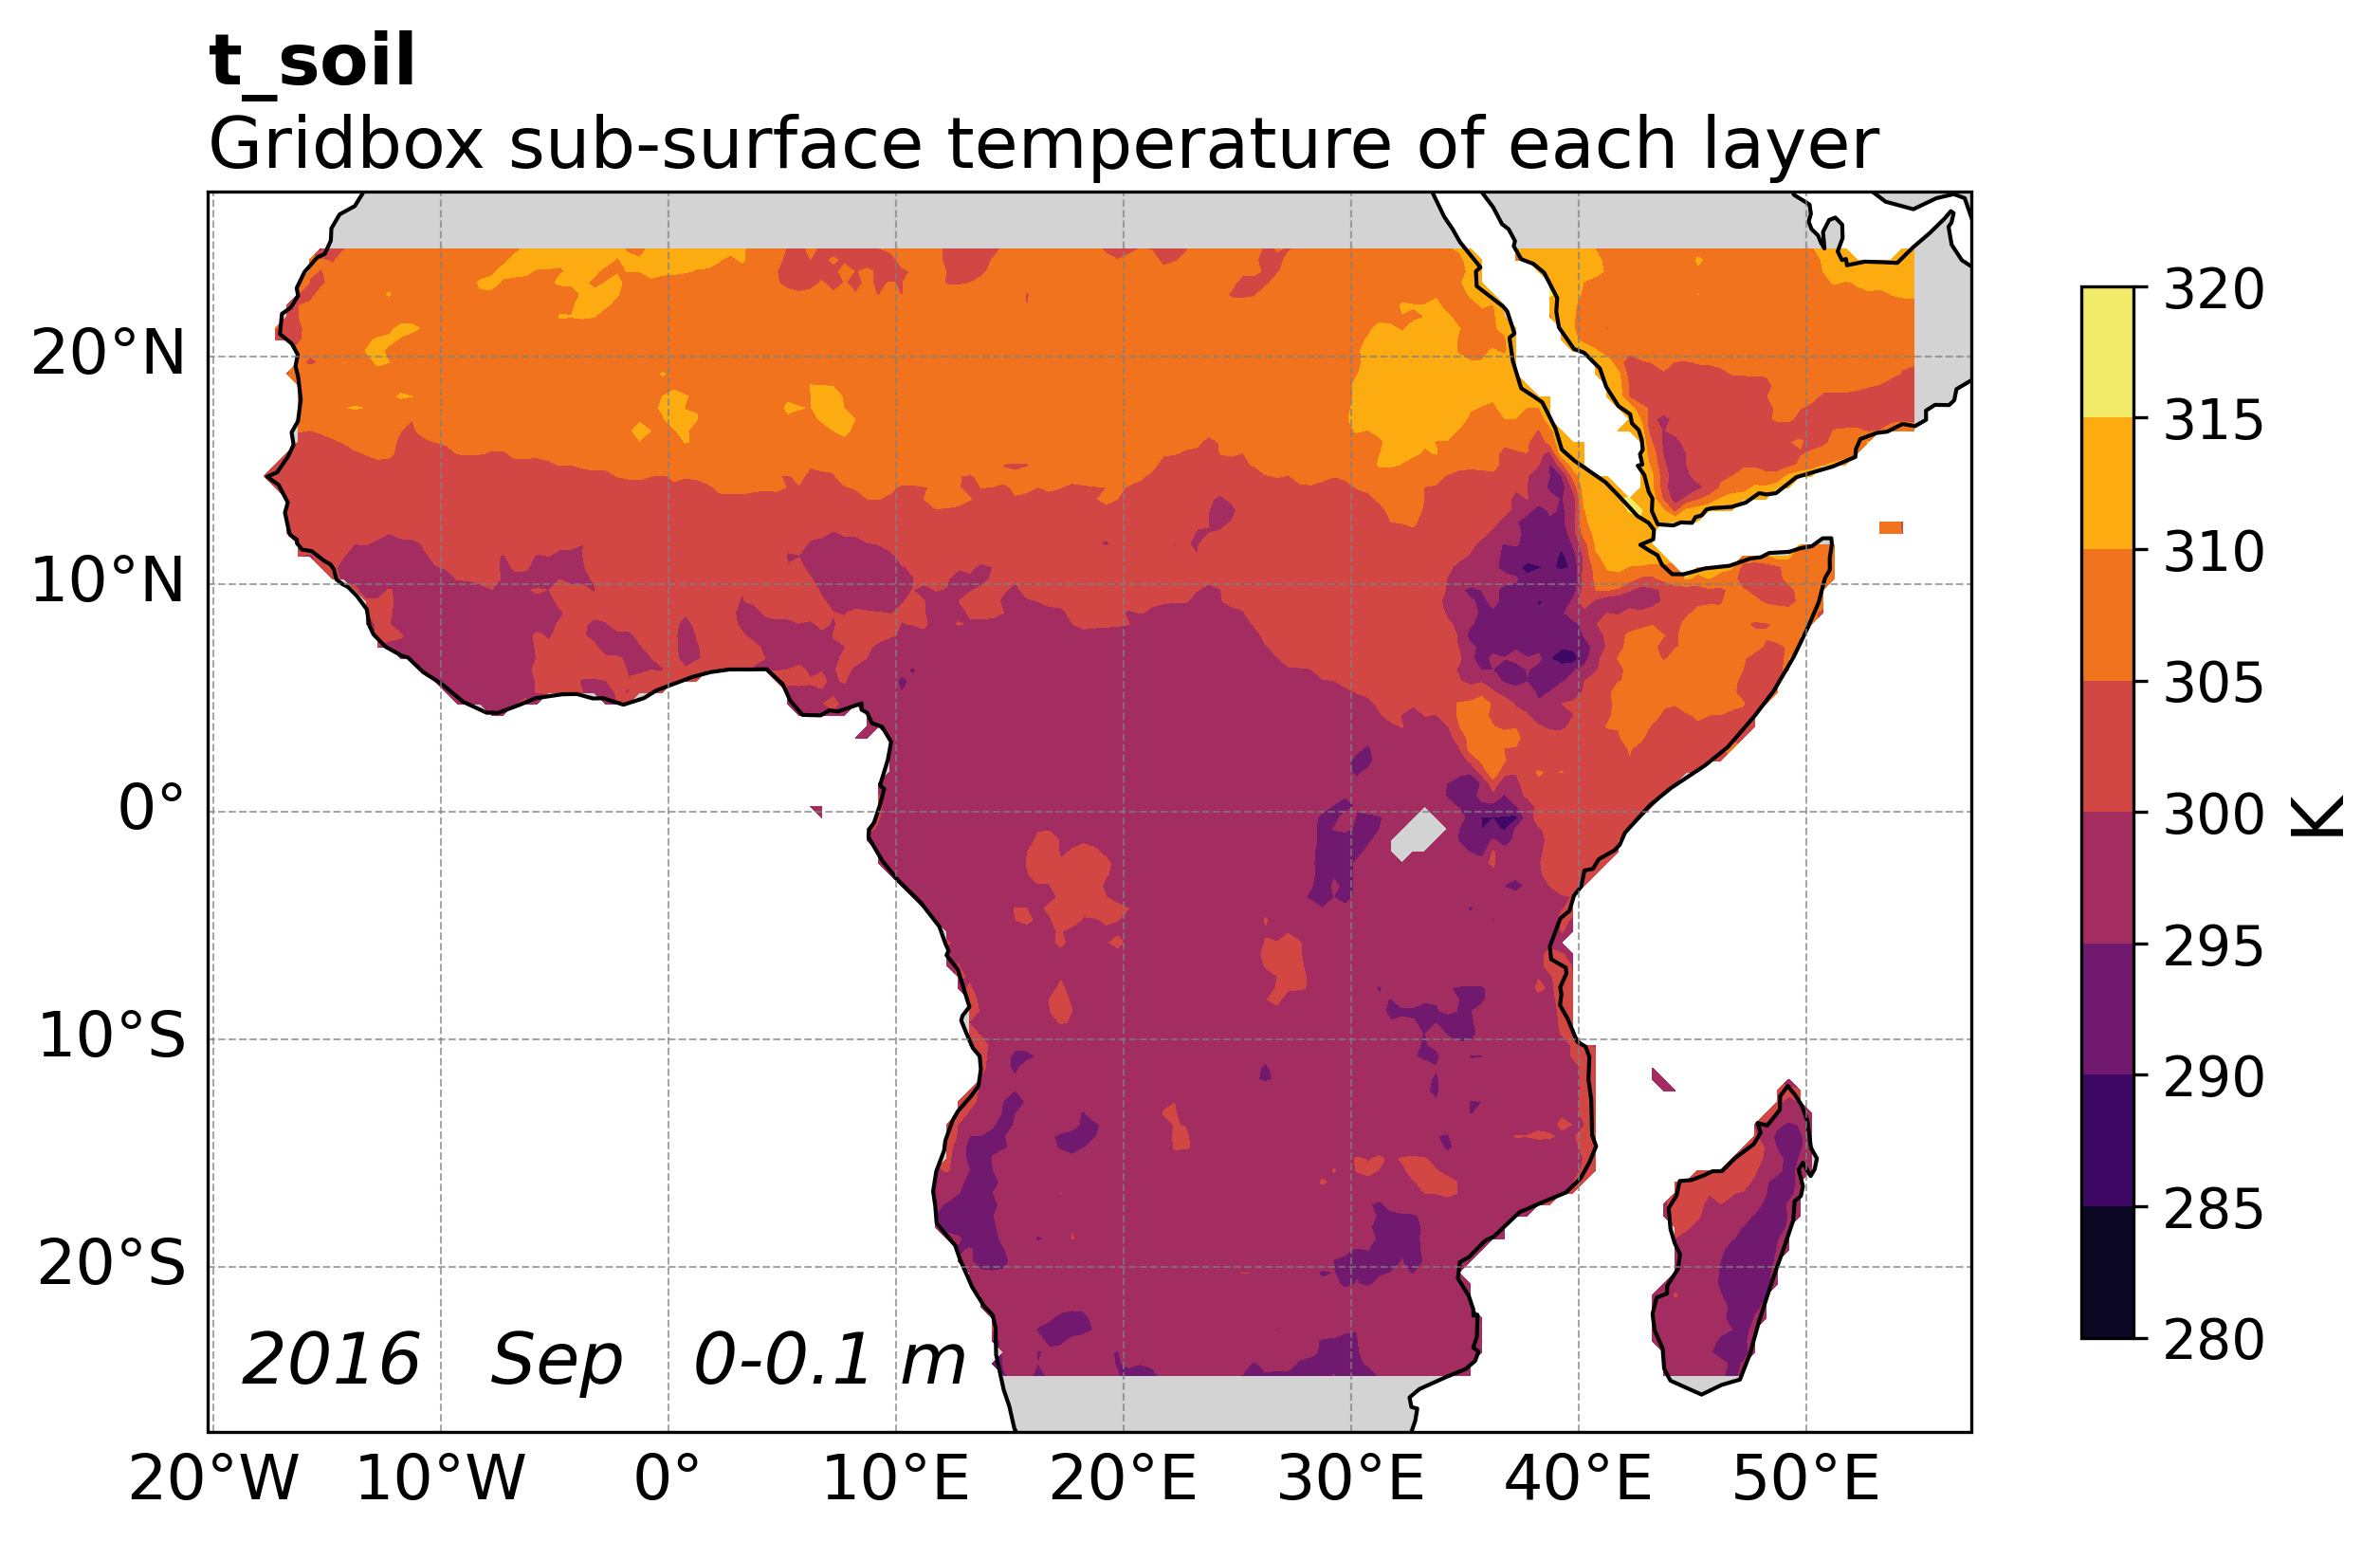 t_soil
Gridbox sub-surface temperature of each layer
20°N
10°N
0°
10°S
20°S
2016 Sep 0-0.1 m
20°W 10°W 0° 10°E 20°E 30°E 40°E 50°E
320
315
310
305
300
295
290
285
280
K